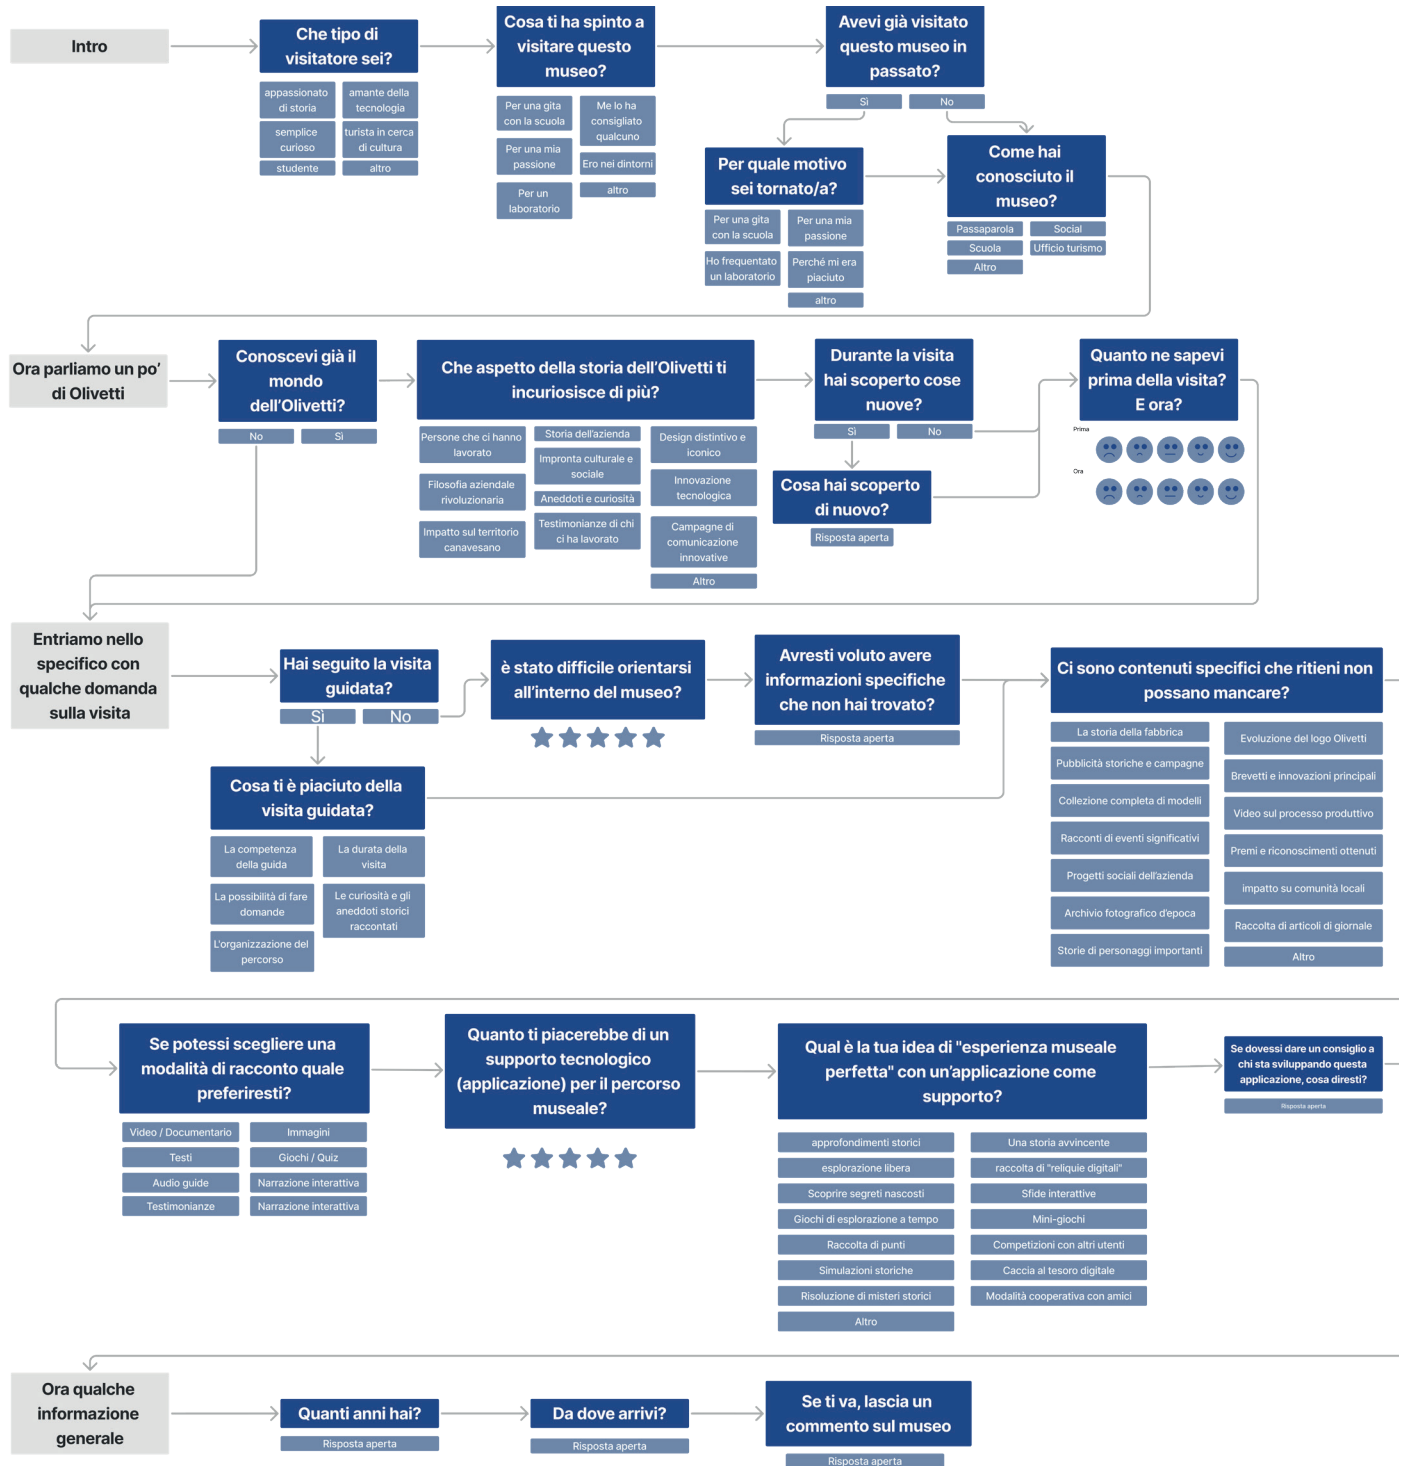 Intro
Che tipo di
visitatore sei?
appassionato
di storia
amante della
tecnologia
semplice
curioso
turista in cerca
di cultura
studente
altro
Cosa ti ha spinto a
visitare questo
museo?
Per una gita
con la scuola
Me lo ha
consigliato
qualcuno
Per una mia
passione
Ero nei dintorni
Per un
laboratorio
altro
Avevi già visitato
questo museo in
passato?
Sì
No
Per quale motivo
sei tornato/a?
Per una gita
con la scuola
Per una mia
passione
Ho frequentato
un laboratorio
Perché mi era
piaciuto
altro
Come hai
conosciuto il
museo?
Passaparola
Social
Scuola
Ufficio turismo
Altro
Ora parliamo un po’
di Olivetti
Conoscevi già il
mondo
dell’Olivetti?
No
Sì
Che aspetto della storia dell’Olivetti ti
incuriosisce di più?
Persone che ci hanno
lavorato
Storia dell’azienda
Design distintivo e
iconico
Filosofia aziendale
rivoluzionaria
Impronta culturale e
sociale
Innovazione
tecnologica
Aneddoti e curiosità
Impatto sul territorio
canavesano
Testimonianze di chi
ci ha lavorato
Campagne di
comunicazione
innovative
Altro
Durante la visita
hai scoperto cose
nuove?
Sì
No
Cosa hai scoperto
di nuovo?
Risposta aperta
Quanto ne sapevi
prima della visita?
E ora?
Prima
Ora
Entriamo nello
specifico con
qualche domanda
sulla visita
Hai seguito la visita
guidata?
Sì
No
Cosa ti è piaciuto della
visita guidata?
La competenza
della guida
La durata della
visita
La possibilità di fare
domande
Le curiosità e gli
aneddoti storici
raccontati
L'organizzazione del
percorso
è stato difficile orientarsi
all’interno del museo?
Avresti voluto avere
informazioni specifiche
che non hai trovato?
Risposta aperta
Ci sono contenuti specifici che ritieni non
possano mancare?
La storia della fabbrica
Evoluzione del logo Olivetti
Pubblicità storiche e campagne
Brevetti e innovazioni principali
Collezione completa di modelli
Video sul processo produttivo
Racconti di eventi significativi
Premi e riconoscimenti ottenuti
Progetti sociali dell’azienda
impatto su comunità locali
Archivio fotografico d’epoca
Raccolta di articoli di giornale
Storie di personaggi importanti
Altro
Se potessi scegliere una
modalità di racconto quale
preferiresti?
Video / Documentario
Immagini
Testi
Giochi / Quiz
Audio guide
Narrazione interattiva
Testimonianze
Narrazione interattiva
Quanto ti piacerebbe di un
supporto tecnologico
(applicazione) per il percorso
museale?
Qual è la tua idea di "esperienza museale
perfetta" con un’applicazione come
supporto?
approfondimenti storici
Una storia avvincente
esplorazione libera
raccolta di "reliquie digitali"
Scoprire segreti nascosti
Sfide interattive
Giochi di esplorazione a tempo
Mini-giochi
Raccolta di punti
Competizioni con altri utenti
Simulazioni storiche
Caccia al tesoro digitale
Risoluzione di misteri storici
Modalità cooperativa con amici
Altro
Se dovessi dare un consiglio a
chi sta sviluppando questa
applicazione, cosa diresti?
Risposta aperta
Ora qualche
informazione
generale
Quanti anni hai?
Risposta aperta
Da dove arrivi?
Risposta aperta
Se ti va, lascia un
commento sul museo
Risposta aperta